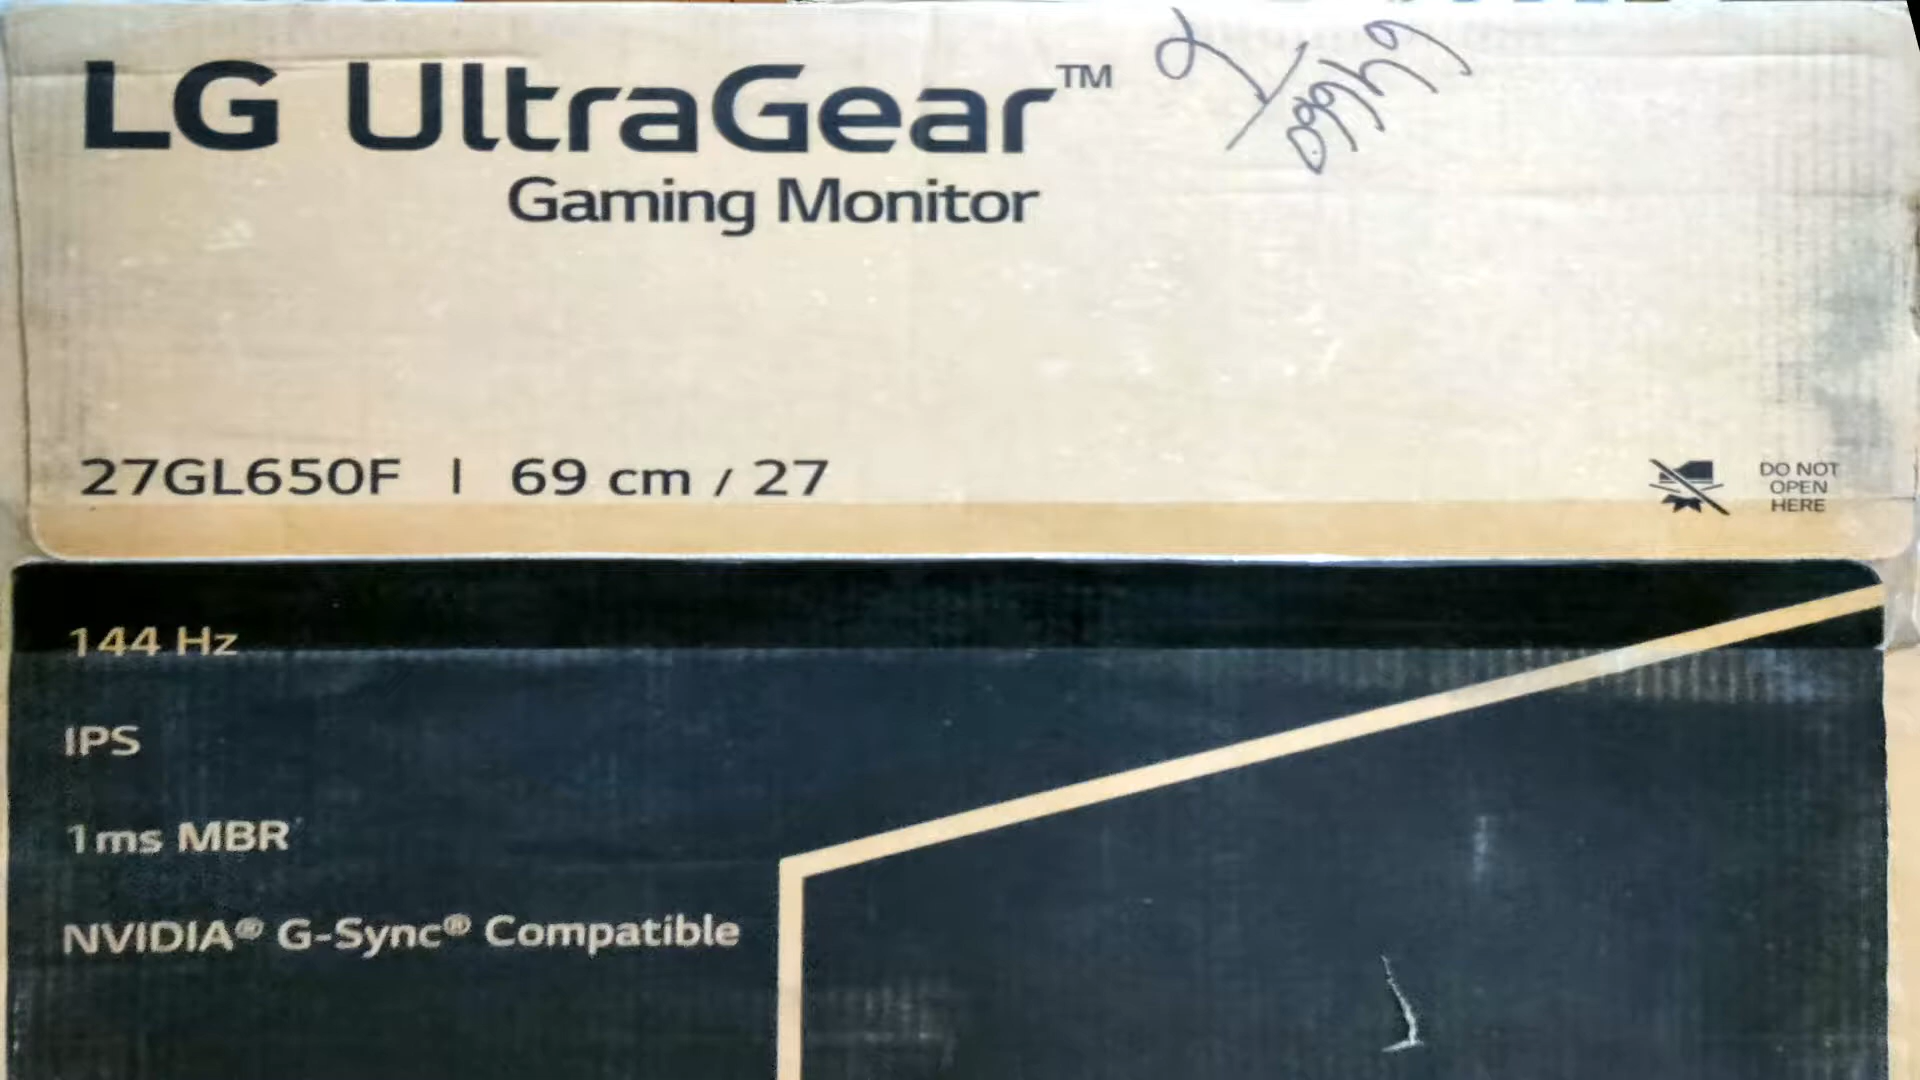 LG UltraGear™
Gaming Monitor
27GL650F | 69 cm / 27
DO NOT
OPEN
HERE
144 Hz
IPS
1ms MBR
NVIDIA® G-Sync® Compatible